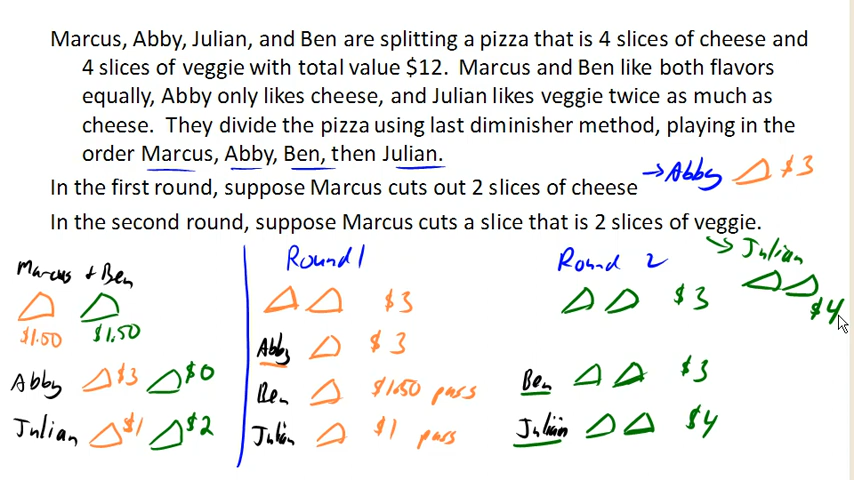 Marcus, Abby, Julian, and Ben are splitting a pizza that is 4 slices of cheese and
4 slices of veggie with total value $12. Marcus and Ben like both flavors
equally, Abby only likes cheese, and Julian likes veggie twice as much as
cheese. They divide the pizza using last diminisher method, playing in the
order Marcus, Abby, Ben, then Julian.
In the first round, suppose Marcus cuts out 2 slices of cheese → Abby $3
In the second round, suppose Marcus cuts a slice that is 2 slices of veggie.
→ Julian
$4
Marcus + Ben
$1.50 $1.50
Abby $3 $0
Julian $1 $2
Round 1
$3
Abby $3
Ben $1.50 pass
Julian $1 pass
Round 2
$3
Ben $3
Julian $4